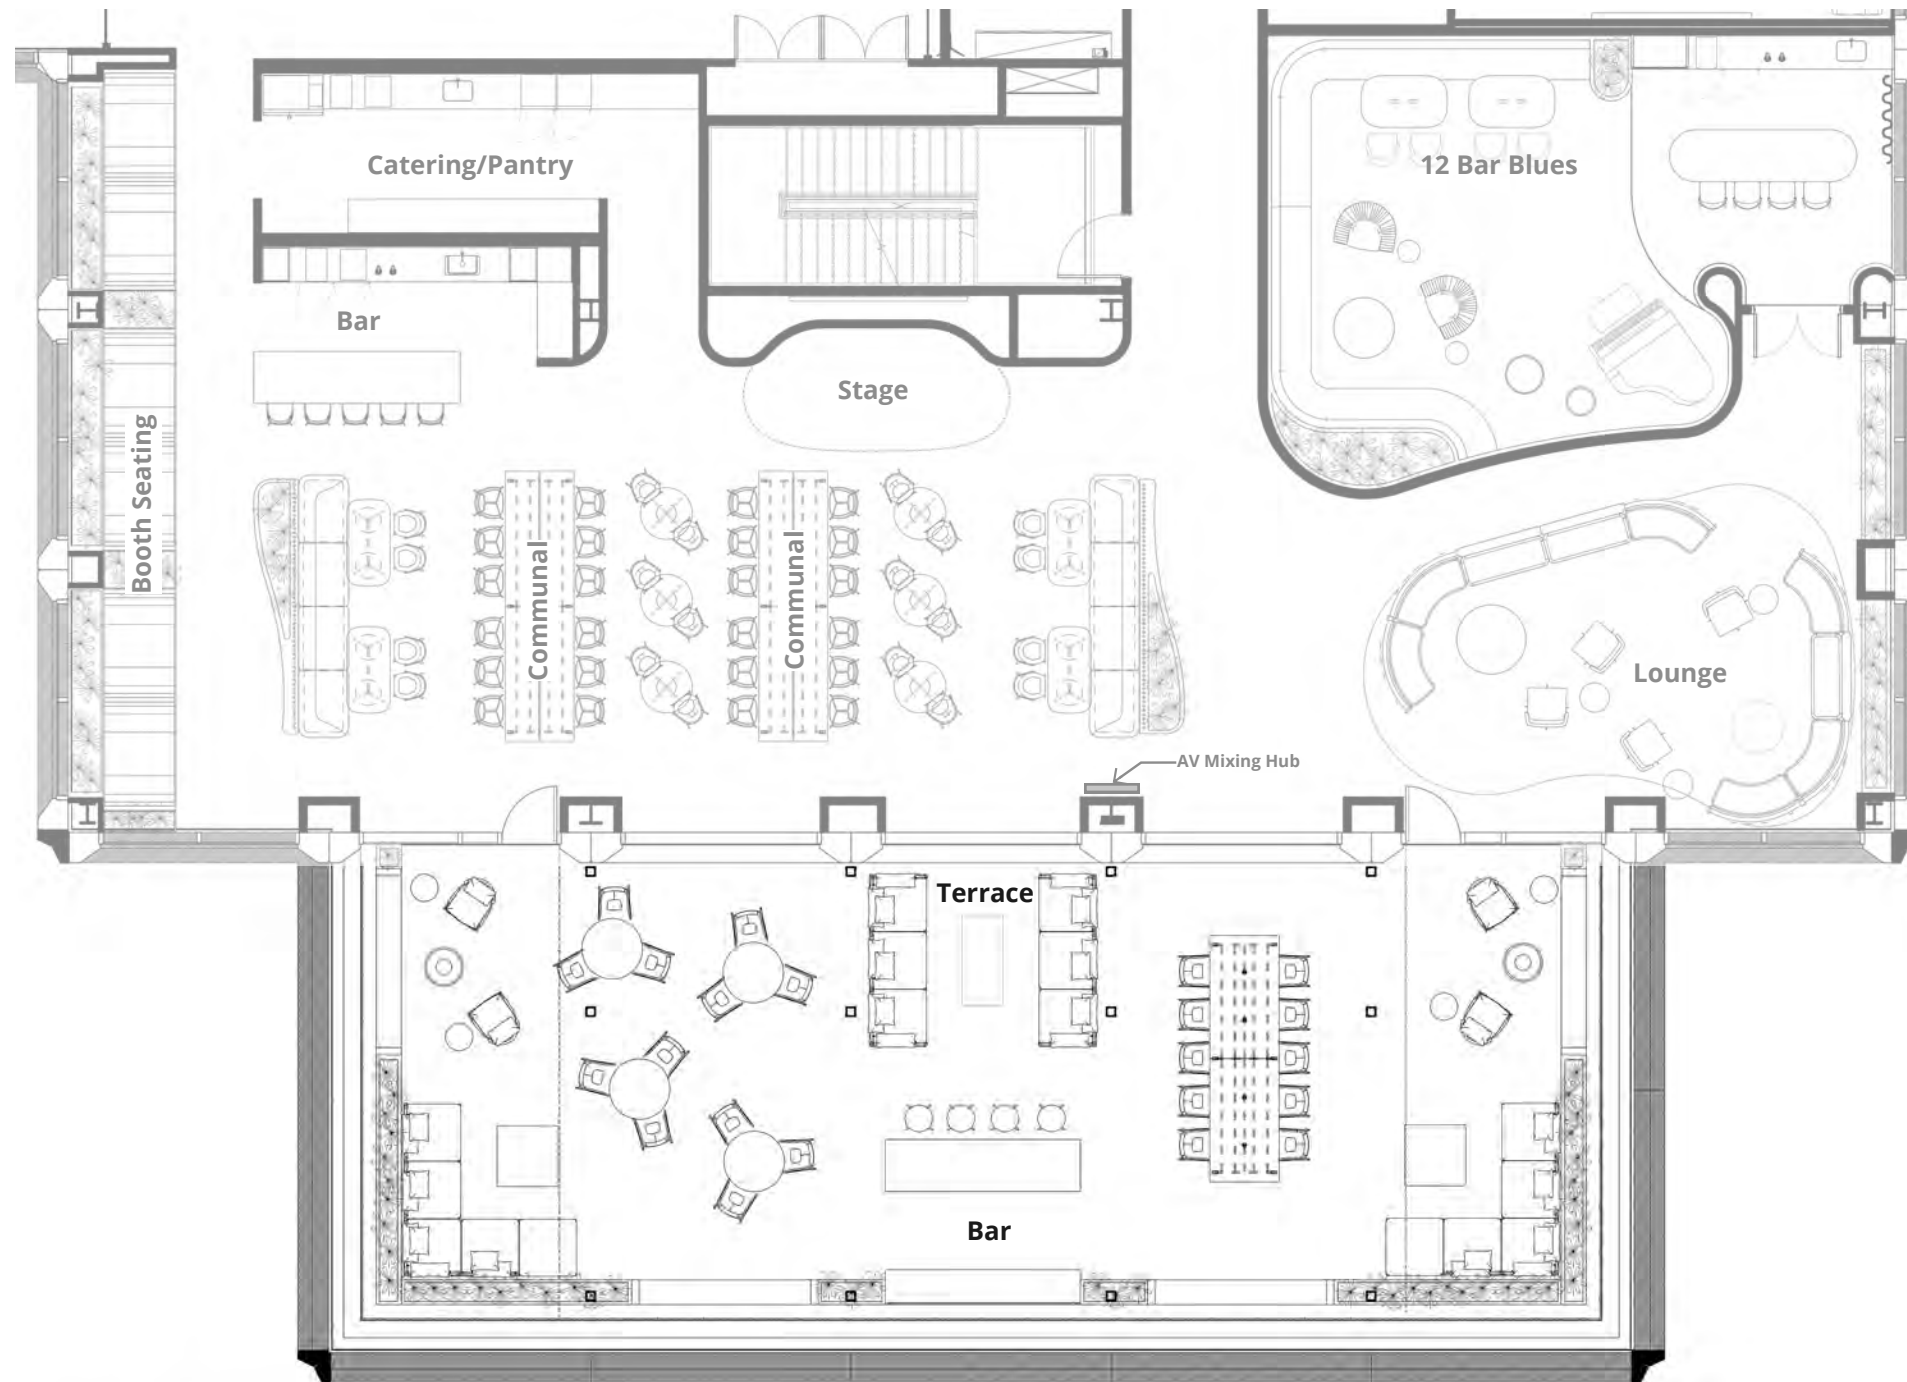 Catering/Pantry
12 Bar Blues
Bar
Stage
Booth Seating
Communal
Communal
Lounge
AV Mixing Hub
Terrace
Bar